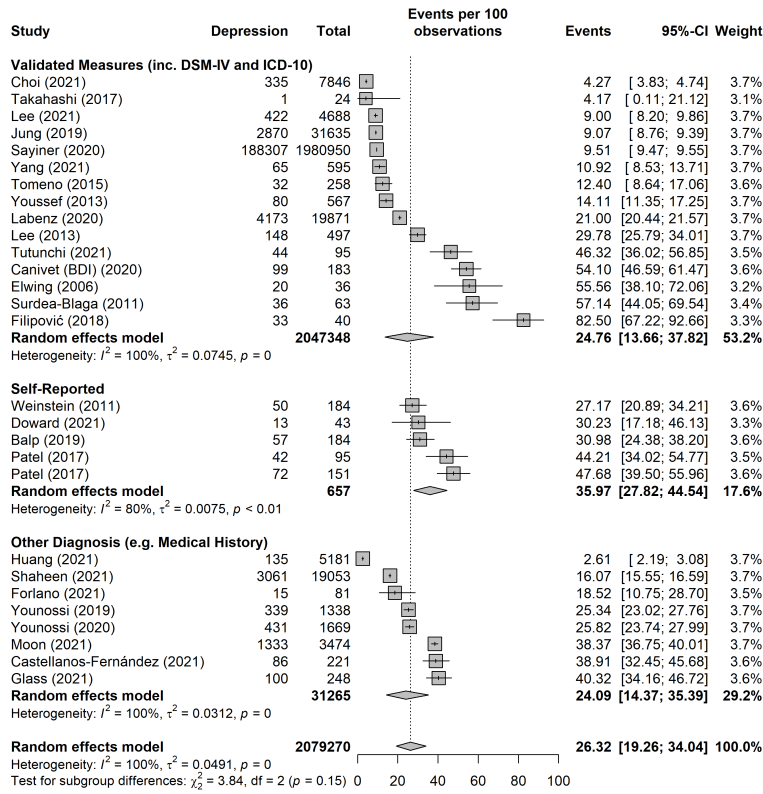 Events per 100
Study Depression Total observations Events 95%-CI Weight
Validated Measures (inc. DSM-IV and ICD-10)
Choi (2021) 335 7846 4.27 [ 3.83; 4.74] 3.7%
Takahashi (2017) 1 24 4.17 [ 0.11; 21.12] 3.1%
Lee (2021) 422 4688 9.00 [ 8.20; 9.86] 3.7%
Jung (2019) 2870 31635 9.07 [ 8.76; 9.39] 3.7%
Sayiner (2020) 188307 1980950 9.51 [ 9.47; 9.55] 3.7%
Yang (2021) 65 595 10.92 [ 8.53; 13.71] 3.7%
Tomeno (2015) 32 258 12.40 [ 8.64; 17.06] 3.6%
Youssef (2013) 80 567 14.11 [11.35; 17.25] 3.7%
Labenz (2020) 4173 19871 21.00 [20.44; 21.57] 3.7%
Lee (2013) 148 497 29.78 [25.79; 34.01] 3.7%
Tutunchi (2021) 44 95 46.32 [36.02; 56.85] 3.5%
Canivet (BDI) (2020) 99 183 54.10 [46.59; 61.47] 3.6%
Elwing (2006) 20 36 55.56 [38.10; 72.06] 3.2%
Surdea-Blaga (2011) 36 63 57.14 [44.05; 69.54] 3.4%
Filipović (2018) 33 40 82.50 [67.22; 92.66] 3.3%
Random effects model 2047348 24.76 [13.66; 37.82] 53.2%
Heterogeneity: I² = 100%, τ² = 0.0745, p = 0
Self-Reported
Weinstein (2011) 50 184 27.17 [20.89; 34.21] 3.6%
Doward (2021) 13 43 30.23 [17.18; 46.13] 3.3%
Balp (2019) 57 184 30.98 [24.38; 38.20] 3.6%
Patel (2017) 42 95 44.21 [34.02; 54.77] 3.5%
Patel (2017) 72 151 47.68 [39.50; 55.96] 3.6%
Random effects model 657 35.97 [27.82; 44.54] 17.6%
Heterogeneity: I² = 80%, τ² = 0.0075, p < 0.01
Other Diagnosis (e.g. Medical History)
Huang (2021) 135 5181 2.61 [ 2.19; 3.08] 3.7%
Shaheen (2021) 3061 19053 16.07 [15.55; 16.59] 3.7%
Forlano (2021) 15 81 18.52 [10.75; 28.70] 3.5%
Younossi (2019) 339 1338 25.34 [23.02; 27.76] 3.7%
Younossi (2020) 431 1669 25.82 [23.74; 27.99] 3.7%
Moon (2021) 1333 3474 38.37 [36.75; 40.01] 3.7%
Castellanos-Fernández (2021) 86 221 38.91 [32.45; 45.68] 3.6%
Glass (2021) 100 248 40.32 [34.16; 46.72] 3.6%
Random effects model 31265 24.09 [14.37; 35.39] 29.2%
Heterogeneity: I² = 100%, τ² = 0.0312, p = 0
Random effects model 2079270 26.32 [19.26; 34.04] 100.0%
Heterogeneity: I² = 100%, τ² = 0.0491, p = 0
Test for subgroup differences: χ²₂ = 3.84, df = 2 (p = 0.15)
0 20 40 60 80 100